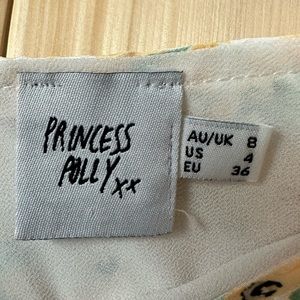 PRINCESS
POLLY xx
AU/UK 8
US 4
EU 36